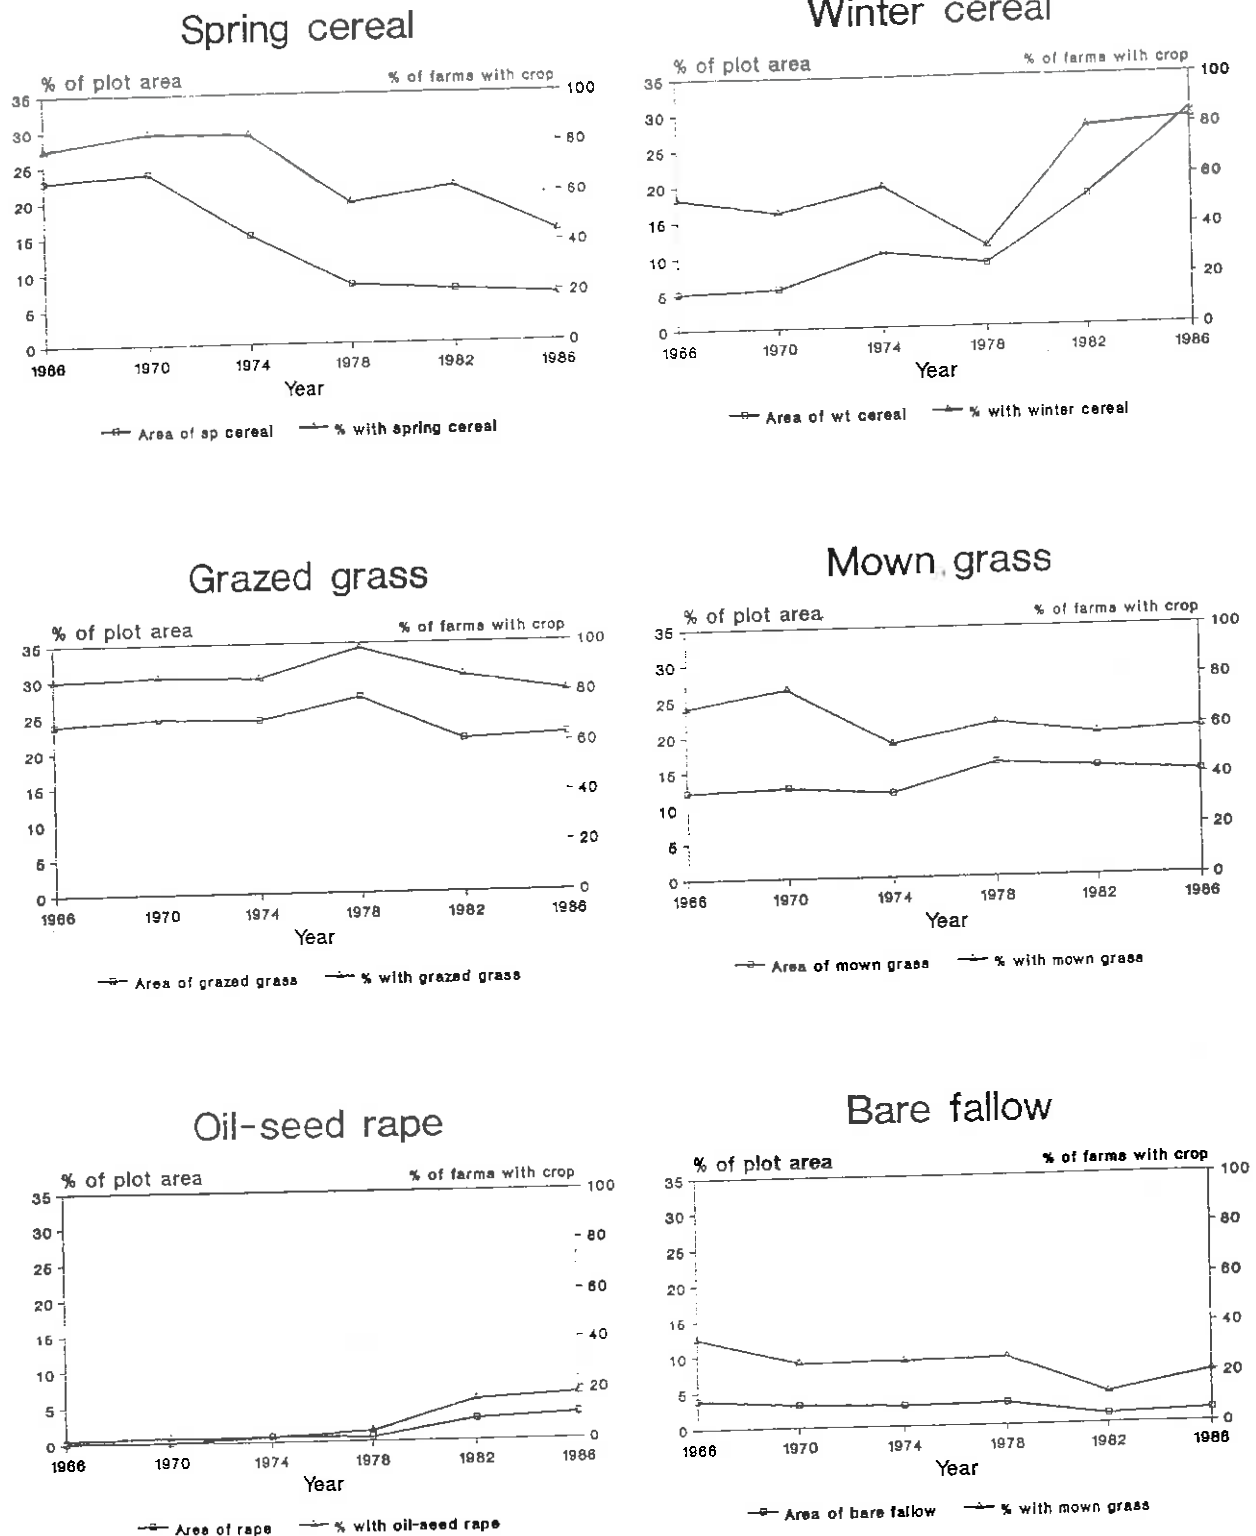 Spring cereal
% of plot area
% of farms with crop
35
30
25
20
15
10
5
0
100
80
60
40
20
0
1966 1970 1974 1978 1982 1986
Year
Area of sp cereal % with spring cereal
Winter cereal
% of plot area
% of farms with crop
35
30
25
20
15
10
5
0
100
80
60
40
20
0
1966 1970 1974 1978 1982 1986
Year
Area of wt cereal % with winter cereal
Grazed grass
% of plot area
% of farms with crop
35
30
25
20
15
10
5
0
100
80
60
40
20
0
1966 1970 1974 1978 1982 1986
Year
Area of grazed grass % with grazed grass
Mown grass
% of plot area
% of farms with crop
35
30
25
20
15
10
5
0
100
80
60
40
20
0
1966 1970 1974 1978 1982 1986
Year
Area of mown grass % with mown grass
Oil-seed rape
% of plot area
% of farms with crop
35
30
25
20
15
10
5
0
100
80
60
40
20
0
1966 1970 1974 1978 1982 1986
Year
Area of rape % with oil-seed rape
Bare fallow
% of plot area
% of farms with crop
35
30
25
20
15
10
5
0
100
80
60
40
20
0
1966 1970 1974 1978 1982 1986
Year
Area of bare fallow % with mown grass